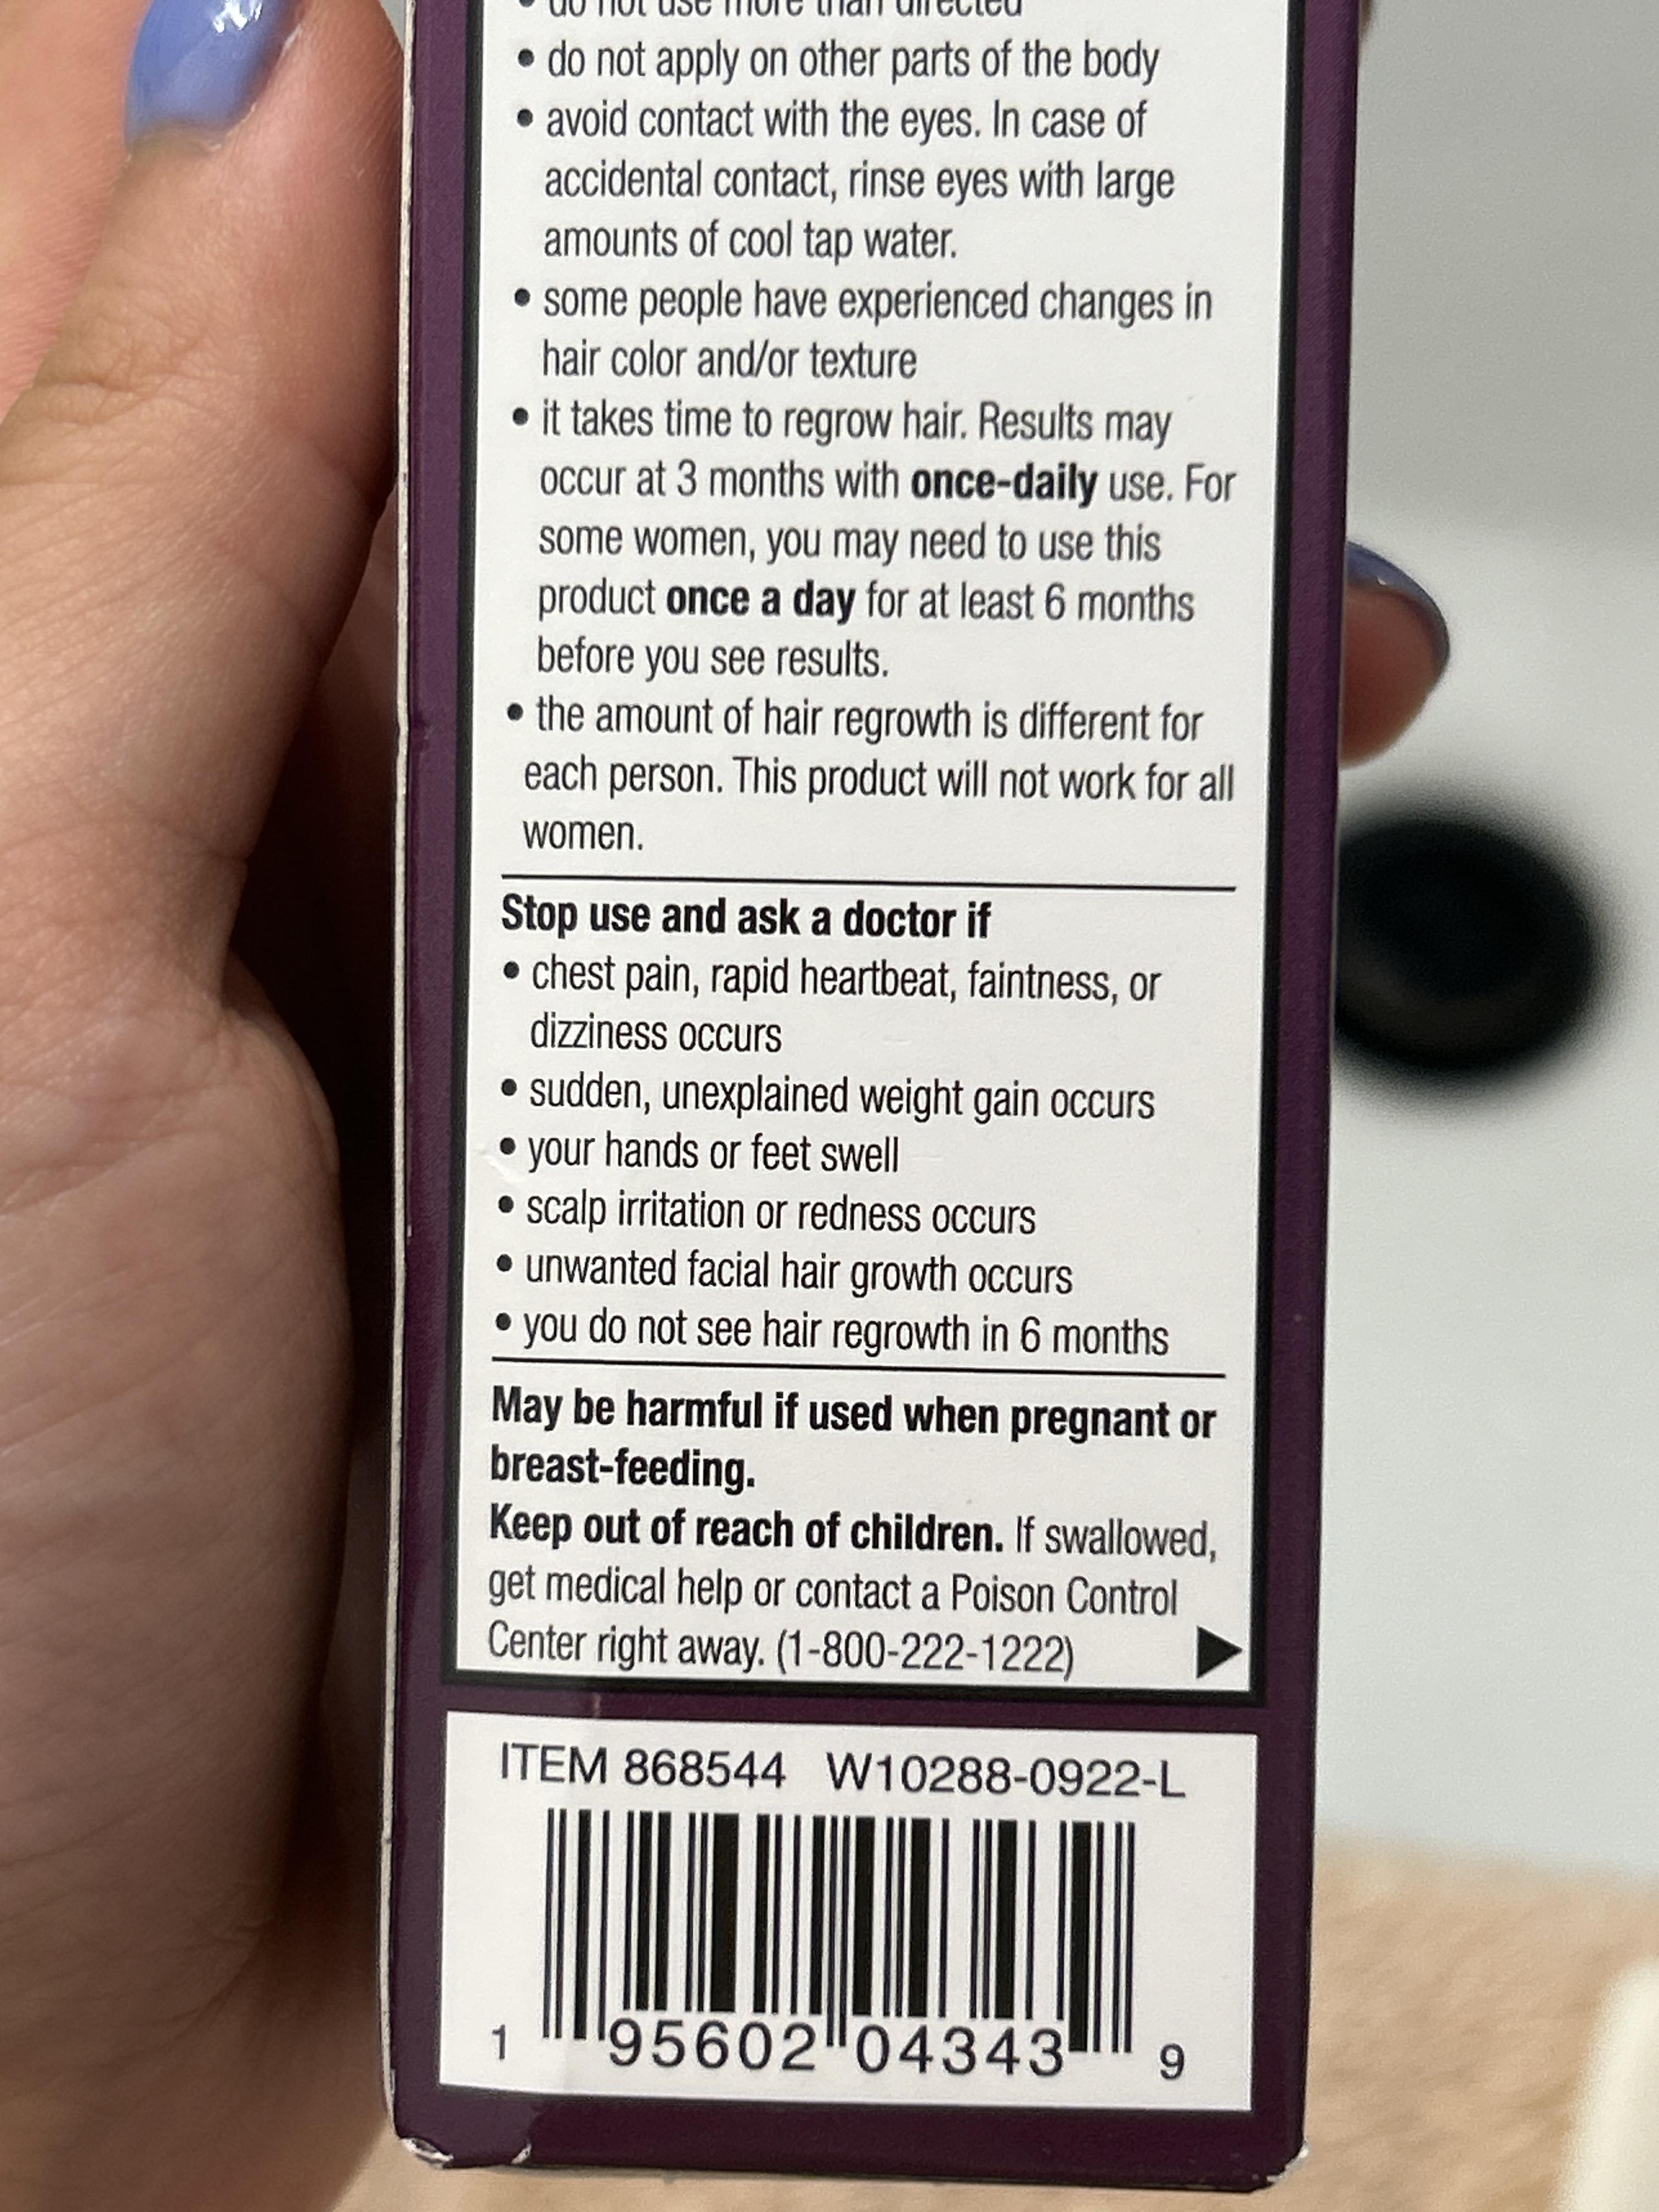 • do not use more than directed
• do not apply on other parts of the body
• avoid contact with the eyes. In case of
accidental contact, rinse eyes with large
amounts of cool tap water.
• some people have experienced changes in
hair color and/or texture
• it takes time to regrow hair. Results may
occur at 3 months with once-daily use. For
some women, you may need to use this
product once a day for at least 6 months
before you see results.
• the amount of hair regrowth is different for
each person. This product will not work for all
women.
Stop use and ask a doctor if
• chest pain, rapid heartbeat, faintness, or
dizziness occurs
• sudden, unexplained weight gain occurs
• your hands or feet swell
• scalp irritation or redness occurs
• unwanted facial hair growth occurs
• you do not see hair regrowth in 6 months
May be harmful if used when pregnant or
breast-feeding.
Keep out of reach of children. If swallowed,
get medical help or contact a Poison Control
Center right away. (1-800-222-1222)
ITEM 868544 W10288-0922-L
1 95602 04343 9